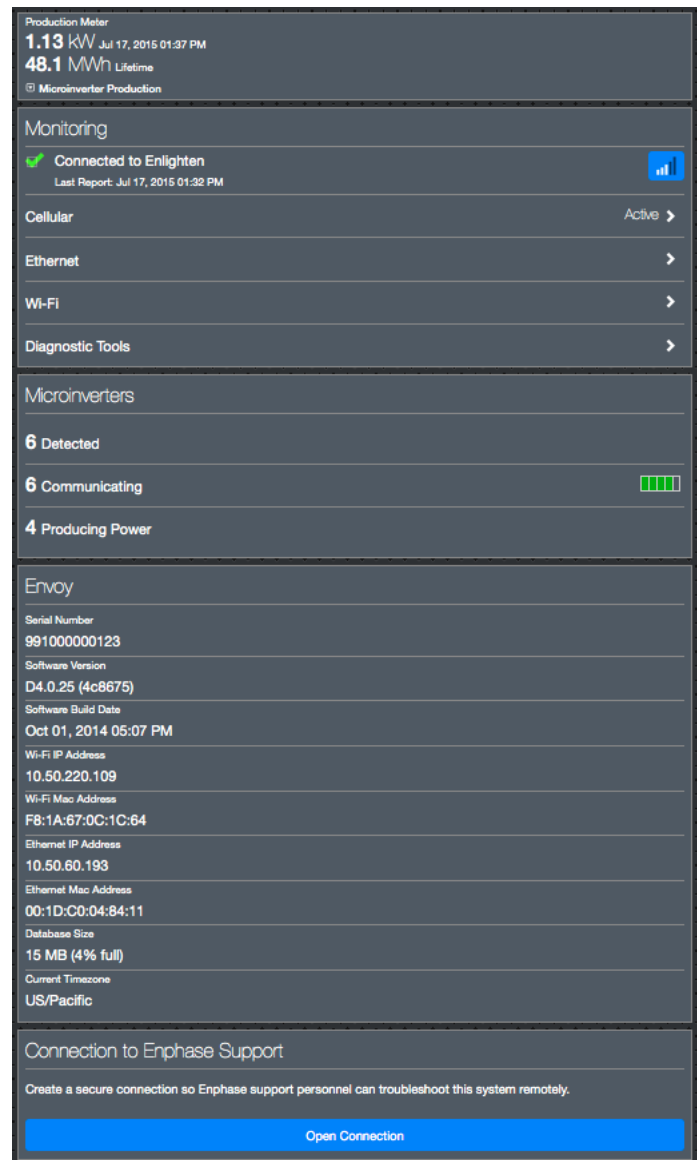 Production Meter
1.13 kW Jul 17, 2015 01:37 PM
48.1 MWh Lifetime
Microinverter Production
Monitoring
Connected to Enlighten
Last Report: Jul 17, 2015 01:32 PM
Cellular Active
Ethernet
Wi-Fi
Diagnostic Tools
Microinverters
6 Detected
6 Communicating
4 Producing Power
Envoy
Serial Number
991000000123
Software Version
D4.0.25 (4c8675)
Software Build Date
Oct 01, 2014 05:07 PM
Wi-Fi IP Address
10.50.220.109
Wi-Fi Mac Address
F8:1A:67:0C:1C:64
Ethernet IP Address
10.50.60.193
Ethernet Mac Address
00:1D:C0:04:84:11
Database Size
15 MB (4% full)
Current Timezone
US/Pacific
Connection to Enphase Support
Create a secure connection so Enphase support personnel can troubleshoot this system remotely.
Open Connection